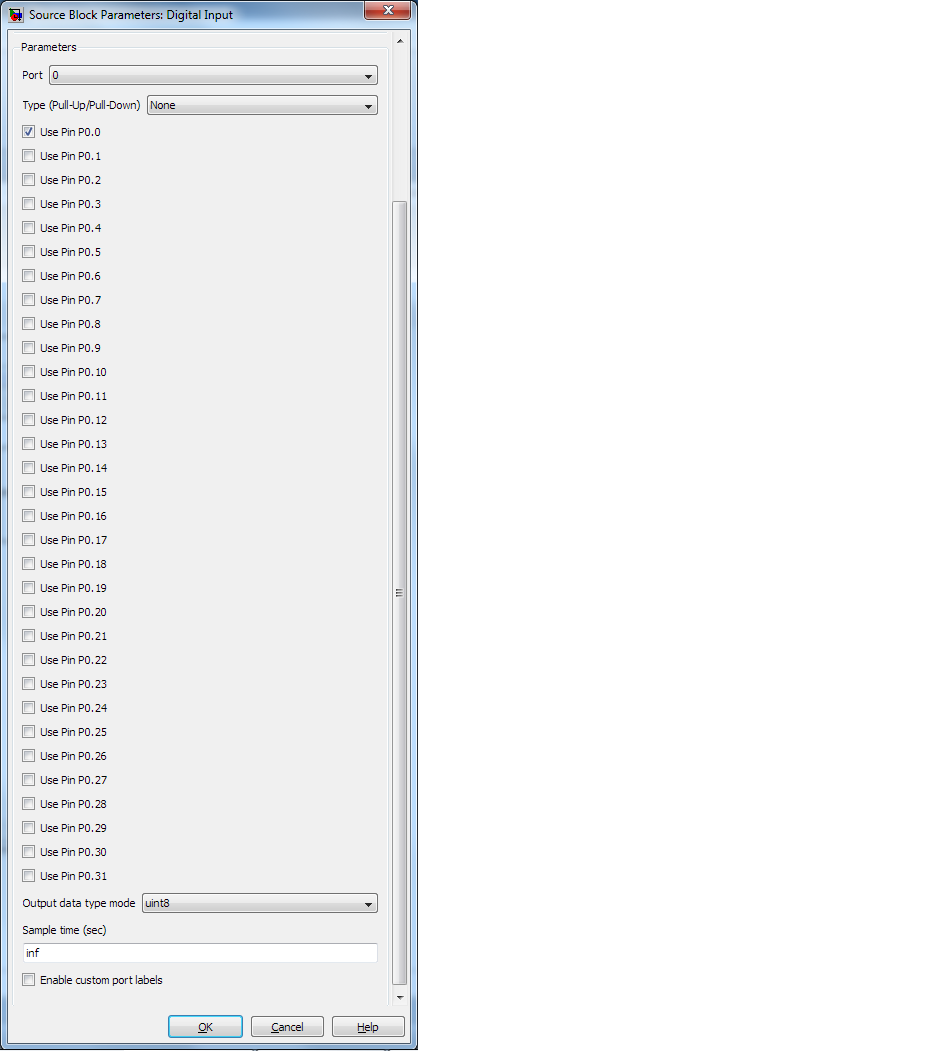 Source Block Parameters: Digital Input
Parameters
Port 0
Type (Pull-Up/Pull-Down) None
Use Pin P0.0
Use Pin P0.1
Use Pin P0.2
Use Pin P0.3
Use Pin P0.4
Use Pin P0.5
Use Pin P0.6
Use Pin P0.7
Use Pin P0.8
Use Pin P0.9
Use Pin P0.10
Use Pin P0.11
Use Pin P0.12
Use Pin P0.13
Use Pin P0.14
Use Pin P0.15
Use Pin P0.16
Use Pin P0.17
Use Pin P0.18
Use Pin P0.19
Use Pin P0.20
Use Pin P0.21
Use Pin P0.22
Use Pin P0.23
Use Pin P0.24
Use Pin P0.25
Use Pin P0.26
Use Pin P0.27
Use Pin P0.28
Use Pin P0.29
Use Pin P0.30
Use Pin P0.31
Output data type mode uint8
Sample time (sec)
inf
Enable custom port labels
OK Cancel Help